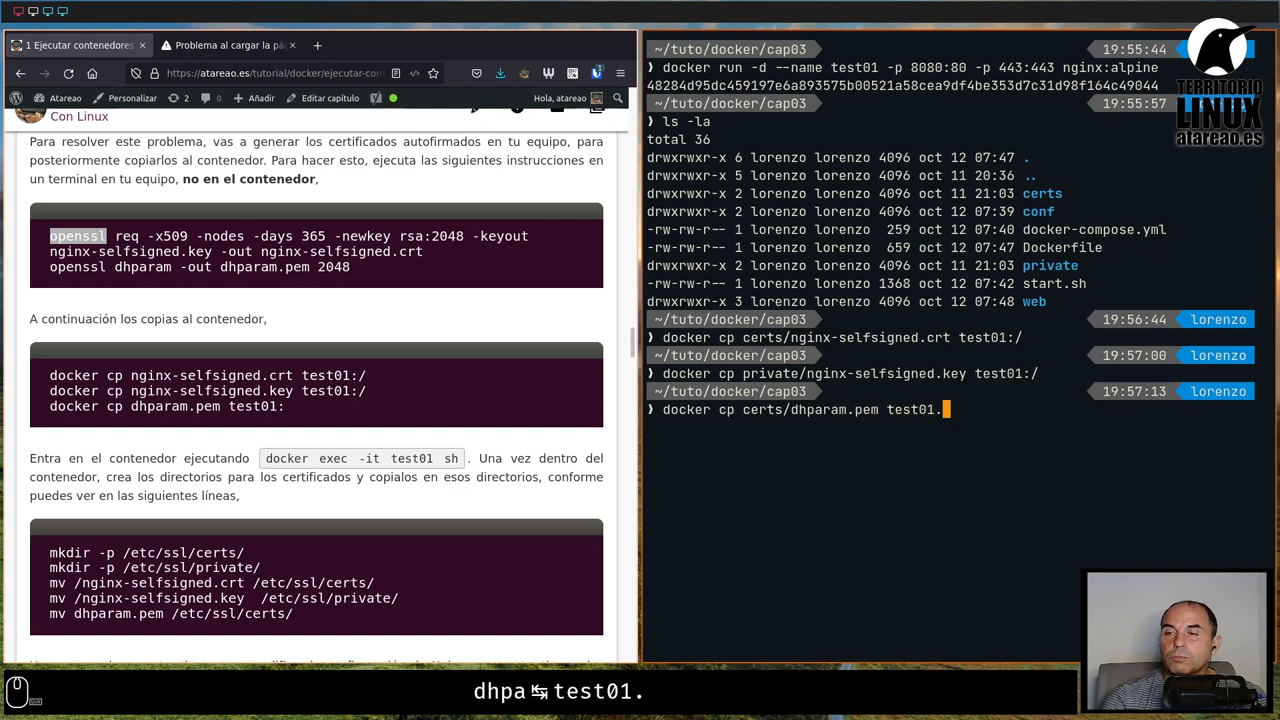 1 Ejecutar contenedores
Problema al cargar la pá
https://atareao.es/tutorial/docker/ejecutar-con
Atareao
Personalizar
2
0
Añadir
Editar capítulo
Hola, atareao
Con Linux
Para resolver este problema, vas a generar los certificados autofirmados en tu equipo, para
posteriormente copiarlos al contenedor. Para hacer esto, ejecuta las siguientes instrucciones en
un terminal en tu equipo, no en el contenedor,
openssl req -x509 -nodes -days 365 -newkey rsa:2048 -keyout
nginx-selfsigned.key -out nginx-selfsigned.crt
openssl dhparam -out dhparam.pem 2048
A continuación los copias al contenedor,
docker cp nginx-selfsigned.crt test01:/
docker cp nginx-selfsigned.key test01:/
docker cp dhparam.pem test01:
Entra en el contenedor ejecutando docker exec -it test01 sh. Una vez dentro del
contenedor, crea los directorios para los certificados y copialos en esos directorios, conforme
puedes ver en las siguientes líneas,
mkdir -p /etc/ssl/certs/
mkdir -p /etc/ssl/private/
mv /nginx-selfsigned.crt /etc/ssl/certs/
mv /nginx-selfsigned.key  /etc/ssl/private/
mv dhparam.pem /etc/ssl/certs/
~/tuto/docker/cap03 19:55:44
❯ docker run -d --name test01 -p 8080:80 -p 443:443 nginx:alpine
48284d95dc459197e6a893575b00521a58cea9df4be353d7c31d98f164c49044
~/tuto/docker/cap03 19:55:57
❯ ls -la
total 36
drwxrwxr-x 6 lorenzo lorenzo 4096 oct 12 07:47 .
drwxrwxr-x 5 lorenzo lorenzo 4096 oct 11 20:36 ..
drwxrwxr-x 2 lorenzo lorenzo 4096 oct 11 21:03 certs
drwxrwxr-x 2 lorenzo lorenzo 4096 oct 12 07:39 conf
-rw-rw-r-- 1 lorenzo lorenzo  259 oct 12 07:40 docker-compose.yml
-rw-rw-r-- 1 lorenzo lorenzo  659 oct 12 07:47 Dockerfile
drwxrwxr-x 2 lorenzo lorenzo 4096 oct 11 21:03 private
-rw-rw-r-- 1 lorenzo lorenzo 1368 oct 12 07:42 start.sh
drwxrwxr-x 3 lorenzo lorenzo 4096 oct 12 07:48 web
~/tuto/docker/cap03 19:56:44 lorenzo
❯ docker cp certs/nginx-selfsigned.crt test01:/
~/tuto/docker/cap03 19:57:00 lorenzo
❯ docker cp private/nginx-selfsigned.key test01:/
~/tuto/docker/cap03 19:57:13 lorenzo
❯ docker cp certs/dhparam.pem test01.
TERRITORIO
LINUX
atareao.es
dhpa↹test01.